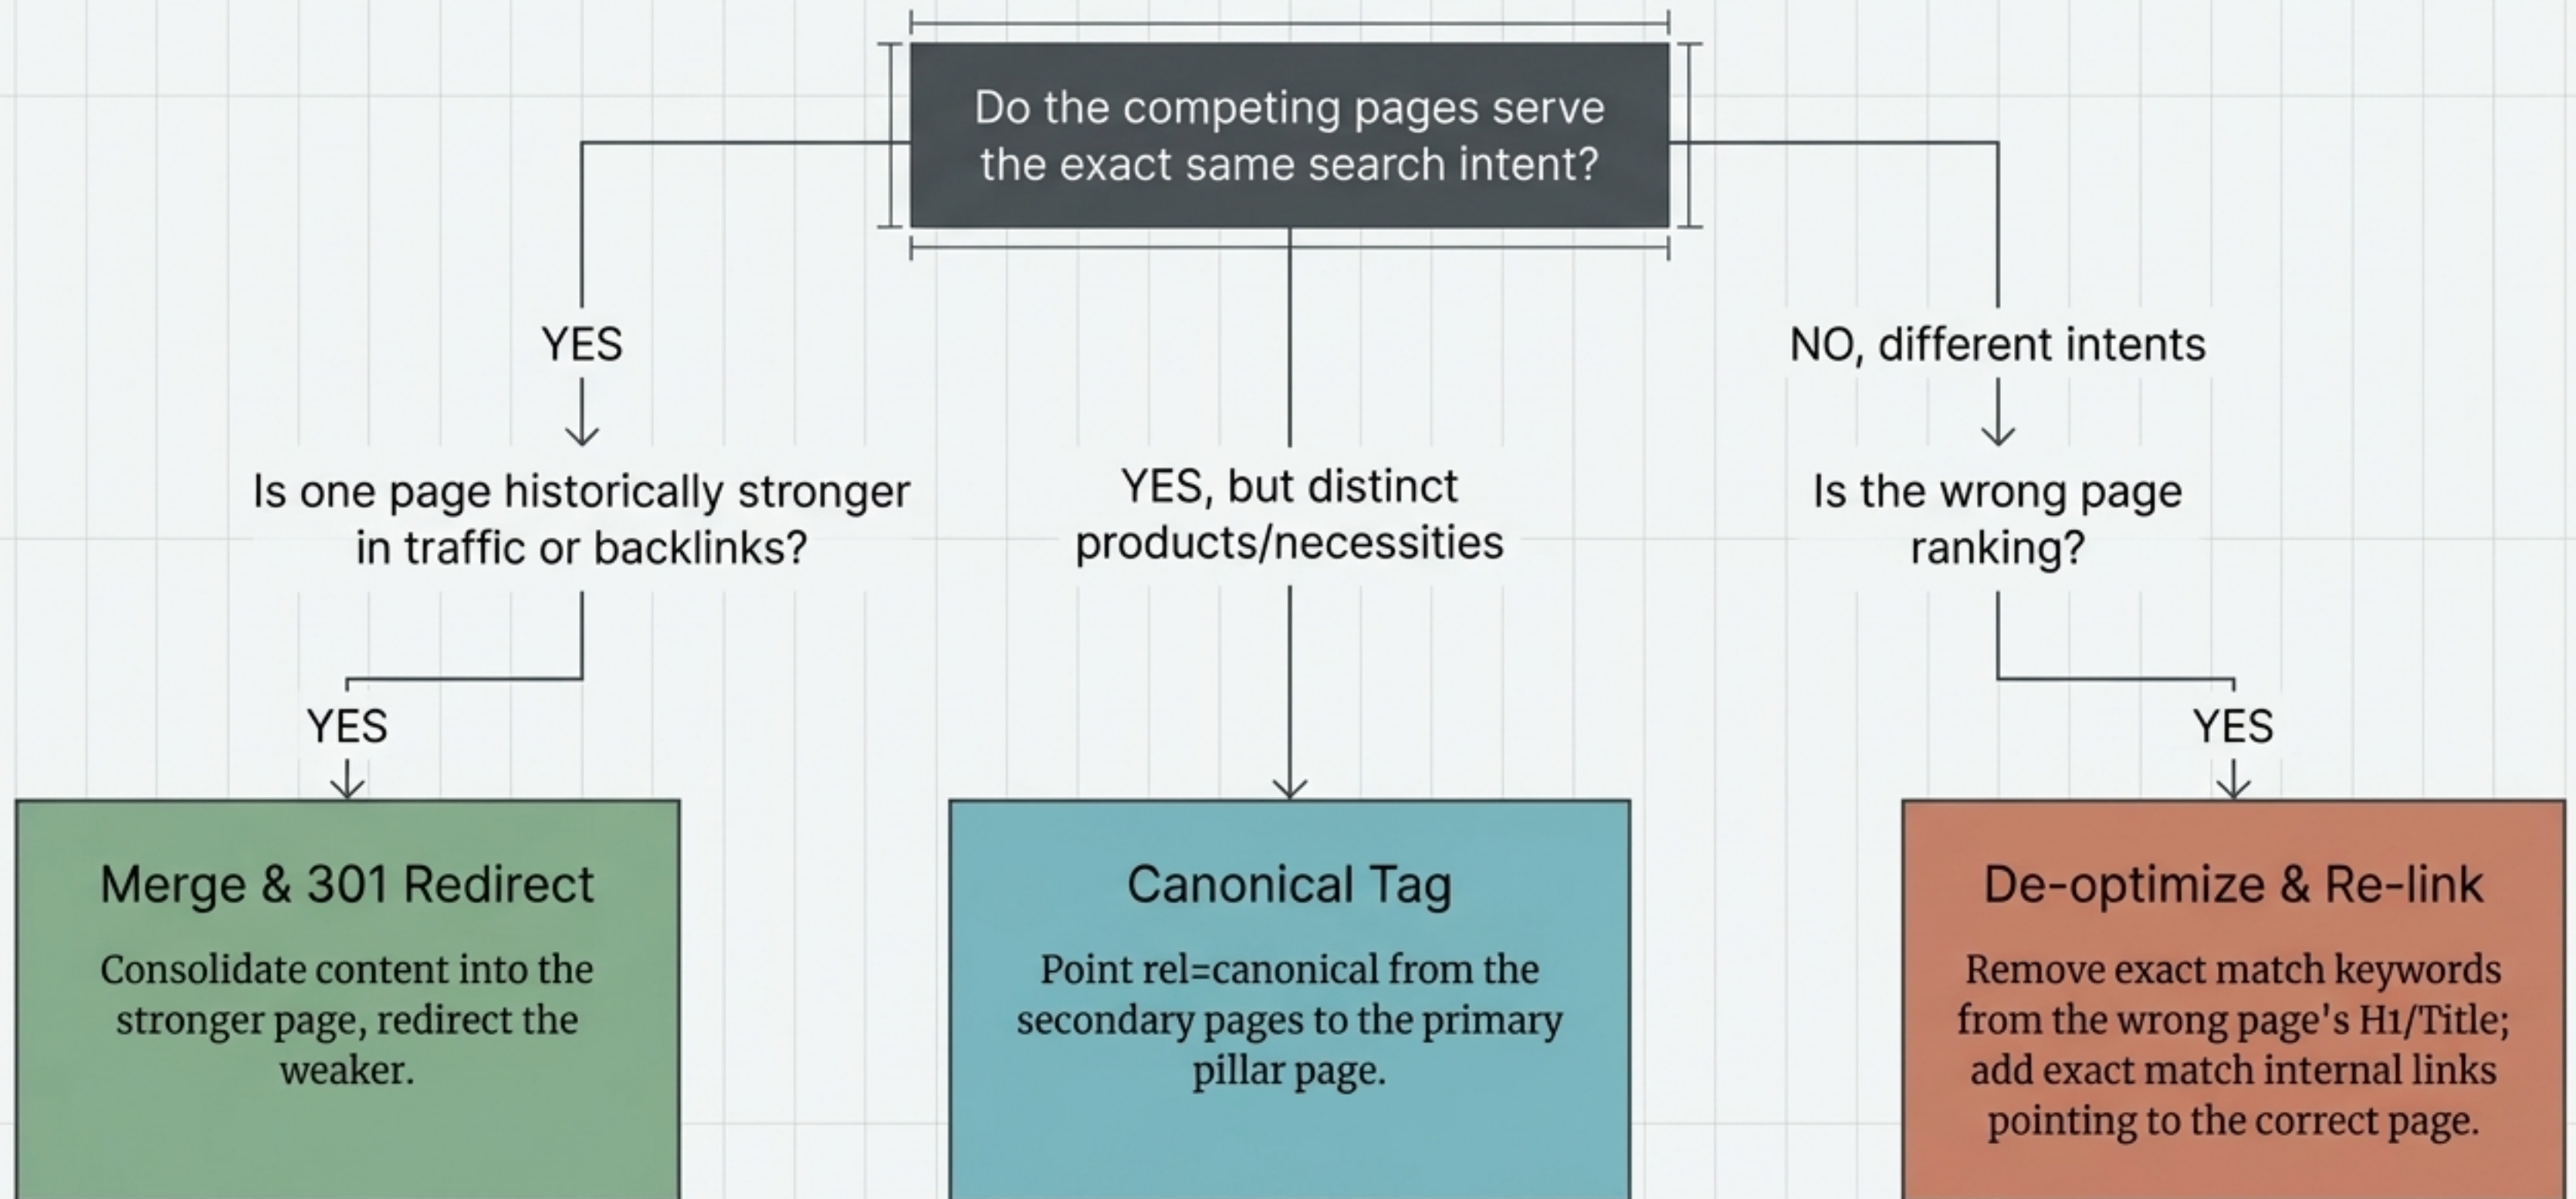 Do the competing pages serve
the exact same search intent?
YES
Is one page historically stronger
in traffic or backlinks?
YES
Merge & 301 Redirect
Consolidate content into the
stronger page, redirect the
weaker.
YES, but distinct
products/necessities
Canonical Tag
Point rel=canonical from the
secondary pages to the primary
pillar page.
NO, different intents
Is the wrong page
ranking?
YES
De-optimize & Re-link
Remove exact match keywords
from the wrong page's H1/Title;
add exact match internal links
pointing to the correct page.